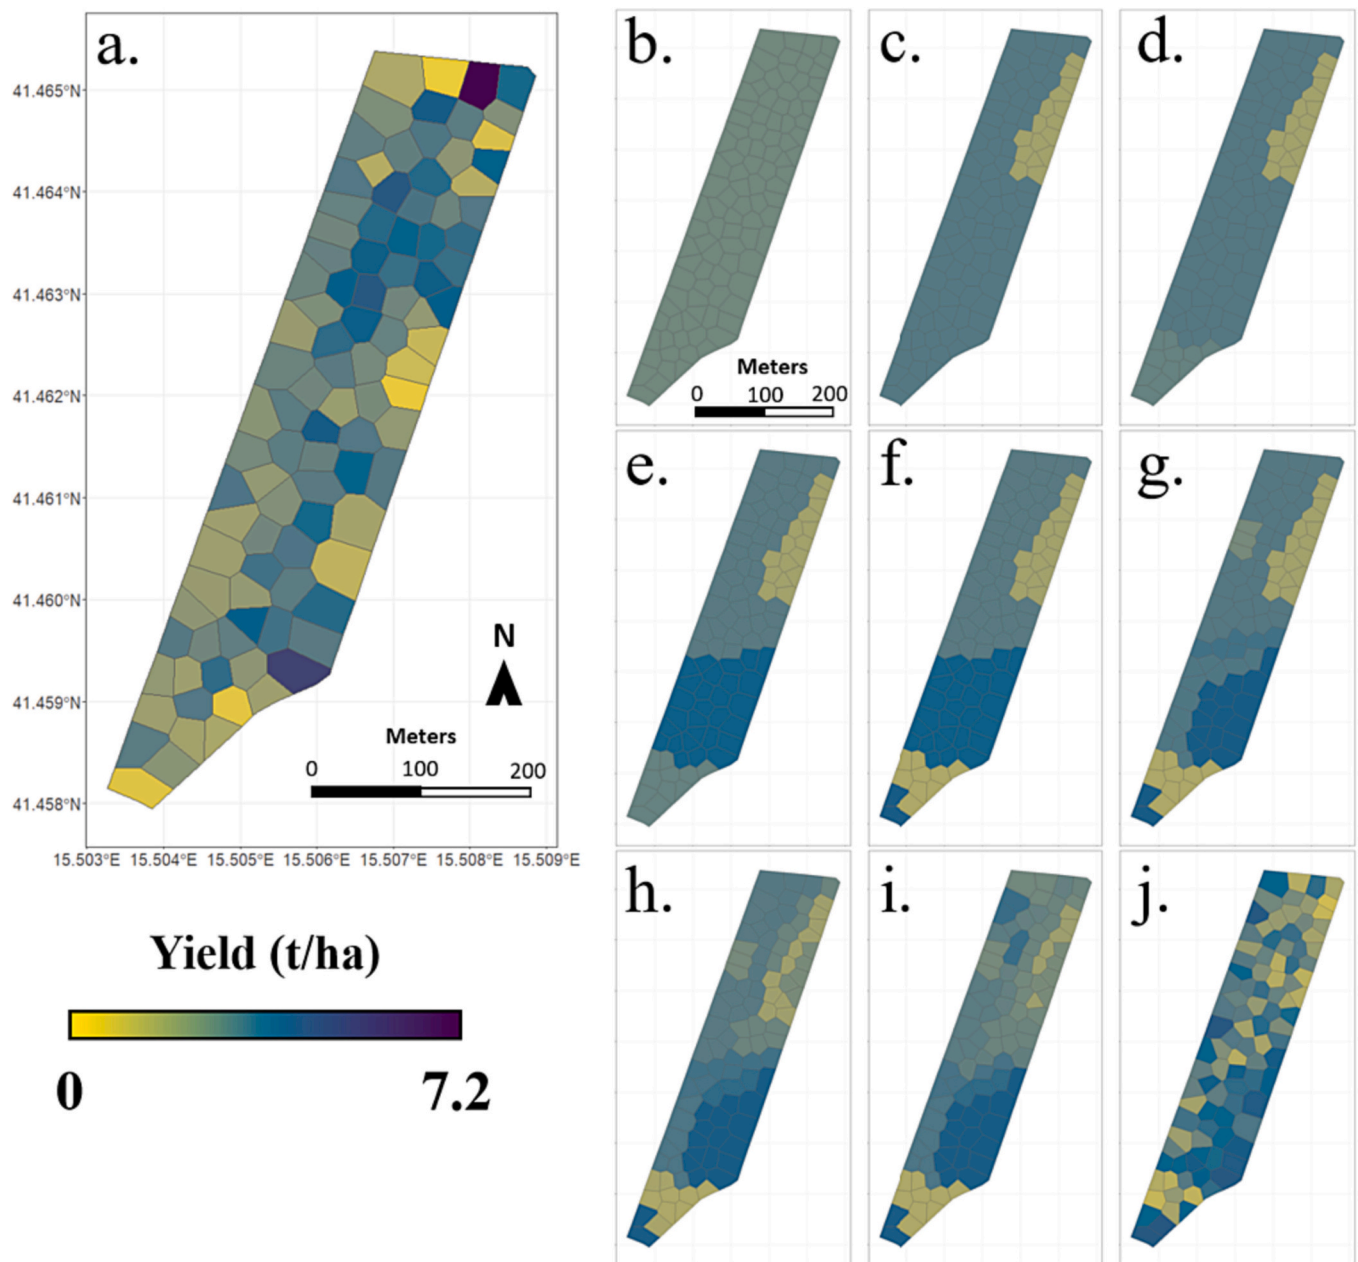 a.
41.465°N
41.464°N
41.463°N
41.462°N
41.461°N
41.460°N
41.459°N
41.458°N
N
Meters
0 100 200
15.503°E 15.504°E 15.505°E 15.506°E 15.507°E 15.508°E 15.509°E
Yield (t/ha)
0 7.2
b.
Meters
0 100 200
c.
d.
e.
f.
g.
h.
i.
j.